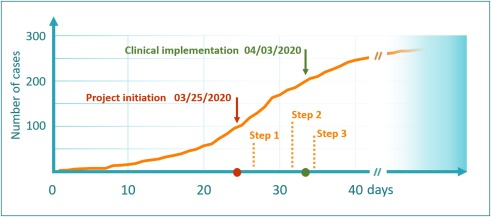 300
Clinical implementation 04/03/2020
200
Project initiation 03/25/2020
Number of cases
100
Step 1
Step 2
Step 3
0 10 20 30 40 days